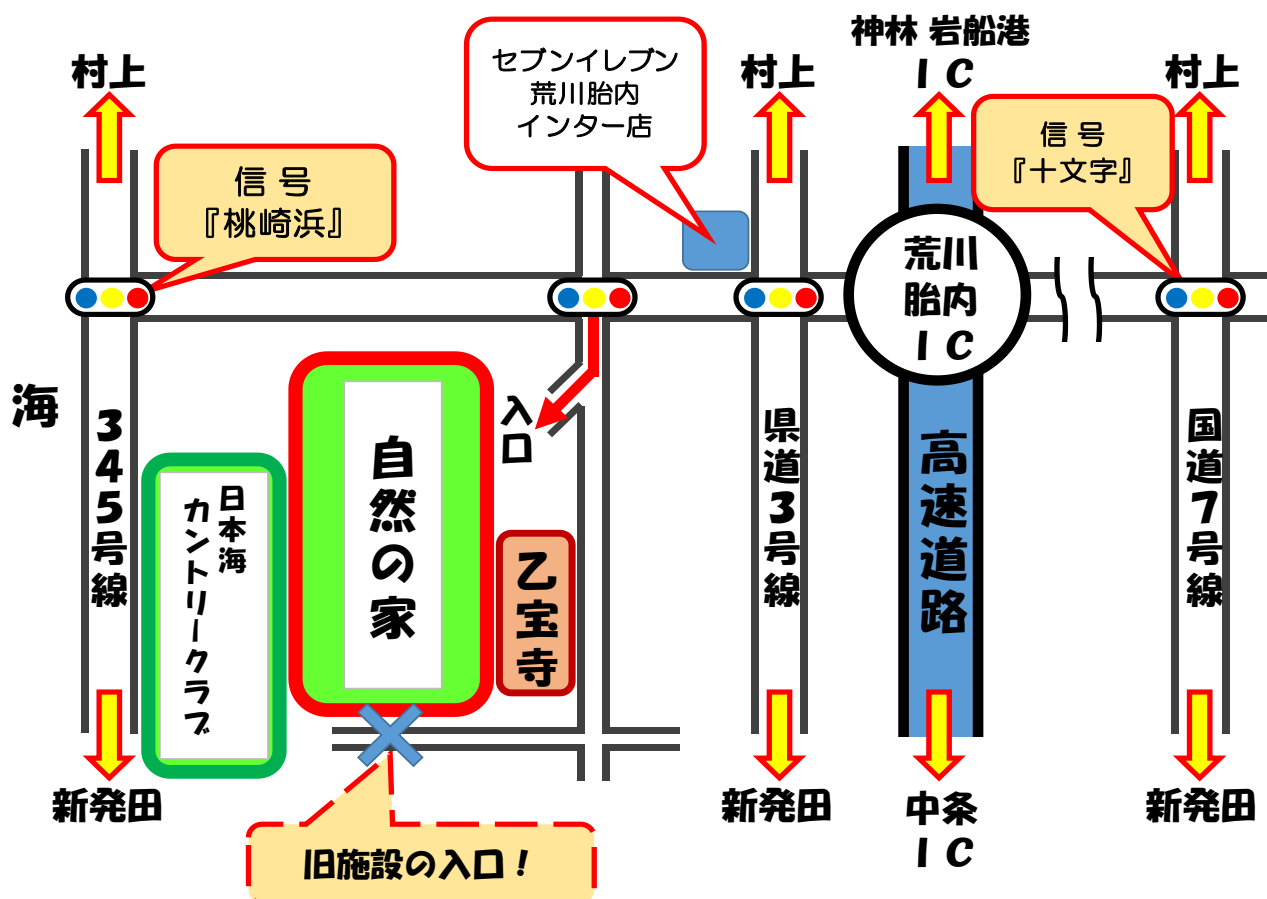 神林 岩船港
ＩＣ
村上
セブンイレブン
荒川胎内
インター店
村上
村上
信 号
『十文字』
信 号
『桃崎浜』
荒川
胎内
ＩＣ
海
345号線
日本海
カントリークラブ
自然の家
入口
乙宝寺
県道3号線
高速道路
国道7号線
新発田
新発田
中条
ＩＣ
新発田
旧施設の入口！